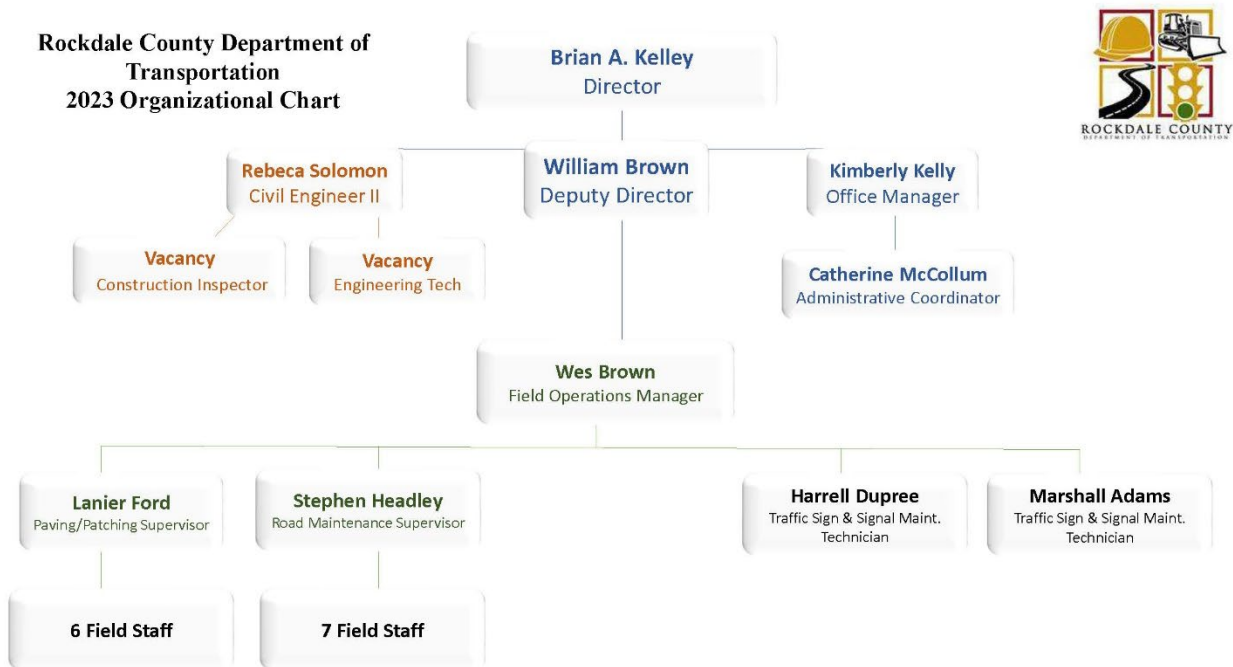 Rockdale County Department of
Transportation
2023 Organizational Chart
Brian A. Kelley
Director
ROCKDALE COUNTY
DEPARTMENT OF TRANSPORTATION
Rebeca Solomon
Civil Engineer II
William Brown
Deputy Director
Kimberly Kelly
Office Manager
Vacancy
Construction Inspector
Vacancy
Engineering Tech
Catherine McCollum
Administrative Coordinator
Wes Brown
Field Operations Manager
Lanier Ford
Paving/Patching Supervisor
Stephen Headley
Road Maintenance Supervisor
Harrell Dupree
Traffic Sign & Signal Maint.
Technician
Marshall Adams
Traffic Sign & Signal Maint.
Technician
6 Field Staff
7 Field Staff